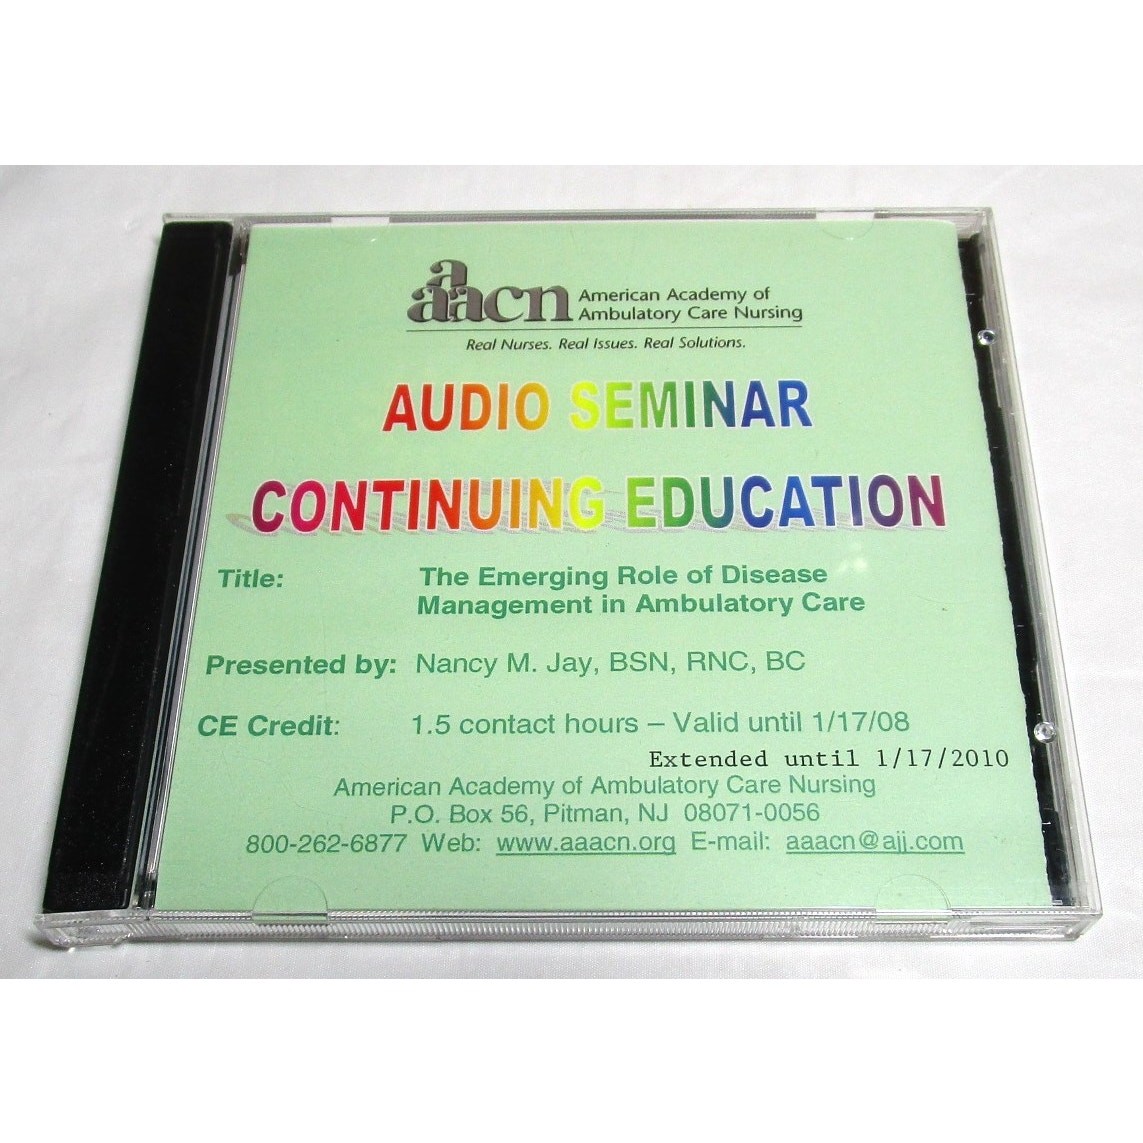 aaacn American Academy of
Ambulatory Care Nursing
Real Nurses. Real Issues. Real Solutions.
AUDIO SEMINAR
CONTINUING EDUCATION
Title: The Emerging Role of Disease
Management in Ambulatory Care
Presented by: Nancy M. Jay, BSN, RNC, BC
CE Credit: 1.5 contact hours – Valid until 1/17/08
Extended until 1/17/2010
American Academy of Ambulatory Care Nursing
P.O. Box 56, Pitman, NJ 08071-0056
800-262-6877 Web: www.aaacn.org E-mail: aaacn@ajj.com